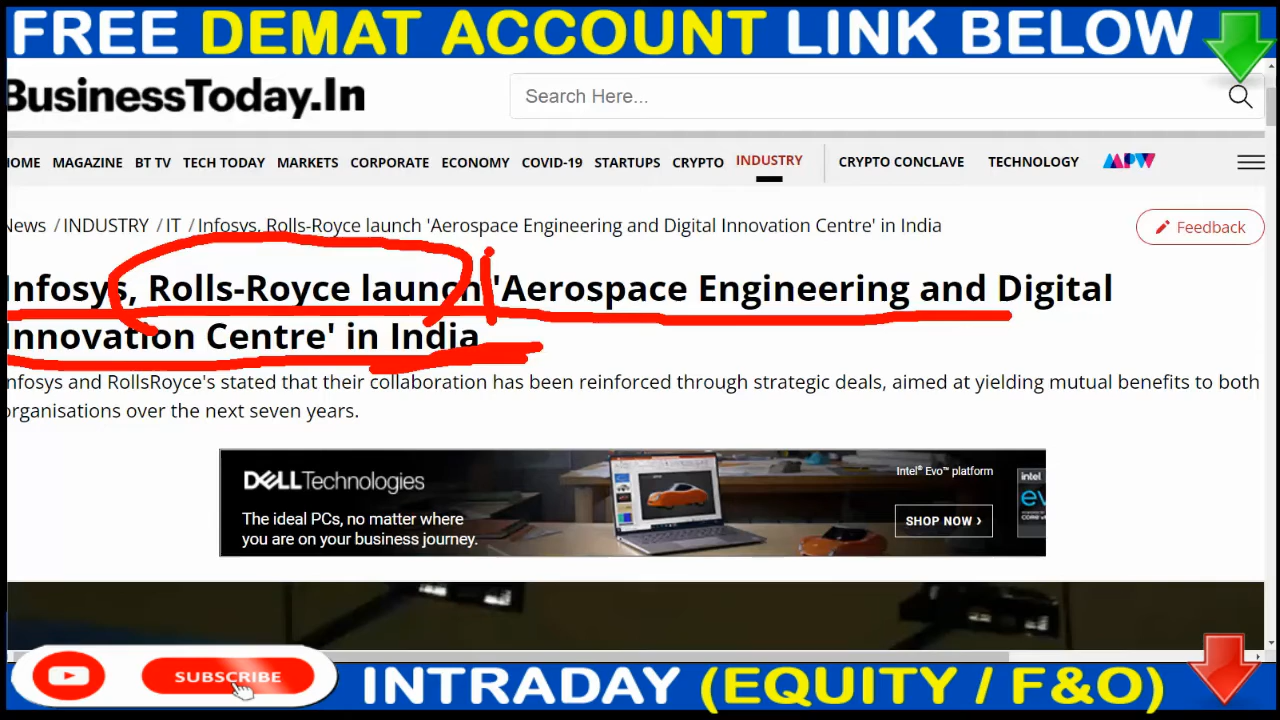 FREE DEMAT ACCOUNT LINK BELOW
BusinessToday.In
Search Here...
HOME MAGAZINE BT TV TECH TODAY MARKETS CORPORATE ECONOMY COVID-19 STARTUPS CRYPTO INDUSTRY CRYPTO CONCLAVE TECHNOLOGY MPW
News / INDUSTRY / IT / Infosys, Rolls-Royce launch 'Aerospace Engineering and Digital Innovation Centre' in India
Feedback
Infosys, Rolls-Royce launch 'Aerospace Engineering and Digital
Innovation Centre' in India
Infosys and RollsRoyce's stated that their collaboration has been reinforced through strategic deals, aimed at yielding mutual benefits to both
organisations over the next seven years.
DELLTechnologies
The ideal PCs, no matter where
you are on your business journey.
Intel® Evo™ platform
SHOP NOW ›
intel
SUBSCRIBE
INTRADAY (EQUITY / F&O)